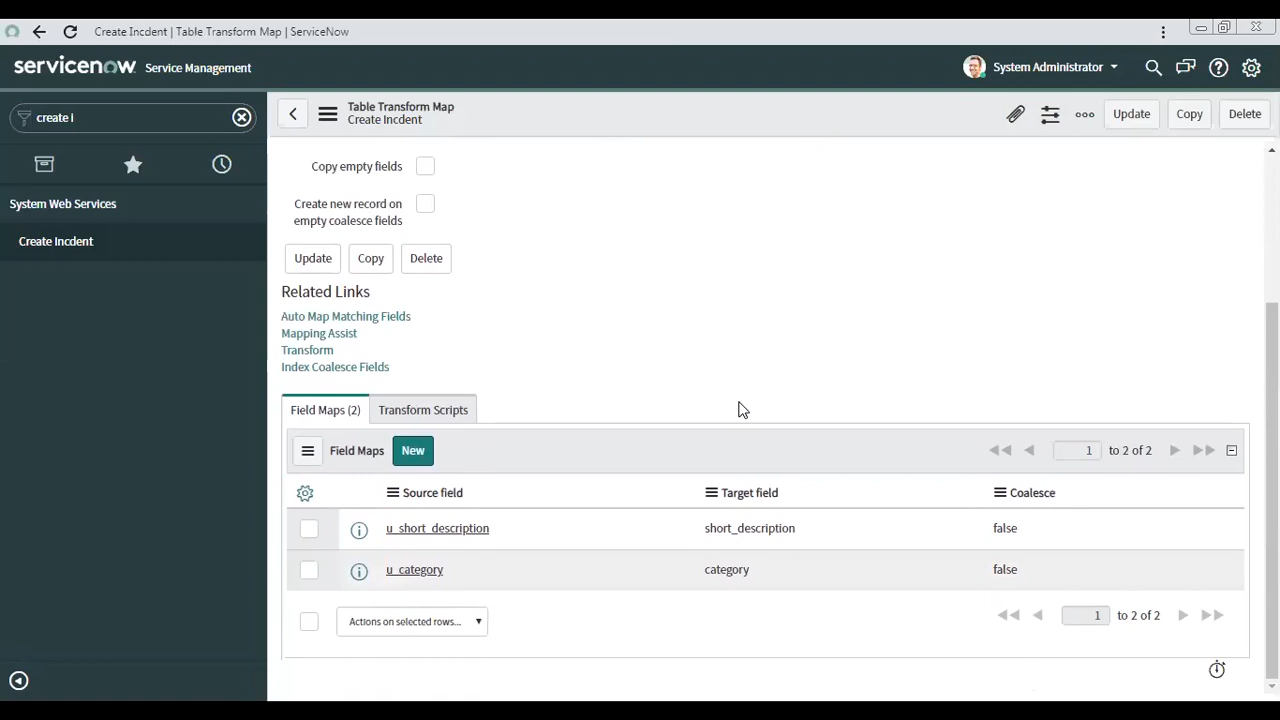 Create Incdent | Table Transform Map | ServiceNow
servicenow Service Management
System Administrator
create i
Table Transform Map
Create Incdent
Update Copy Delete
System Web Services
Create Incdent
Copy empty fields
Create new record on
empty coalesce fields
Update Copy Delete
Related Links
Auto Map Matching Fields
Mapping Assist
Transform
Index Coalesce Fields
Field Maps (2) Transform Scripts
Field Maps New 1 to 2 of 2
Source field Target field Coalesce
u_short_description short_description false
u_category category false
Actions on selected rows... 1 to 2 of 2